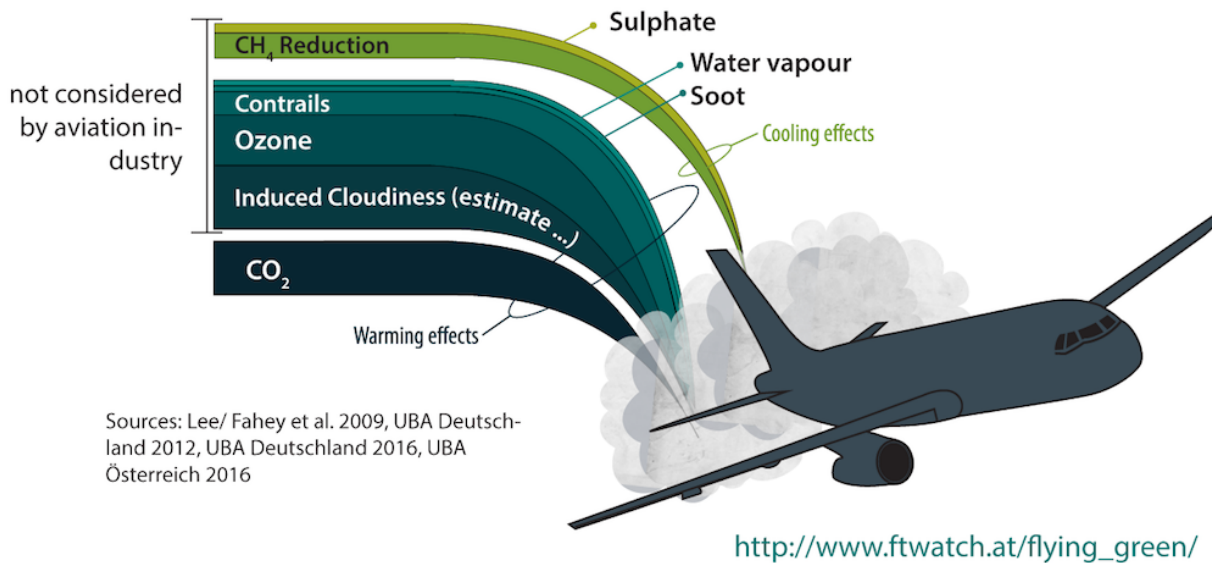 Sulphate
CH₄ Reduction
Water vapour
Soot
not considered
by aviation in-
dustry
Contrails
Cooling effects
Ozone
Induced Cloudiness (estimate ...)
CO₂
Warming effects
Sources: Lee/ Fahey et al. 2009, UBA Deutsch-
land 2012, UBA Deutschland 2016, UBA
Österreich 2016
http://www.ftwatch.at/flying_green/